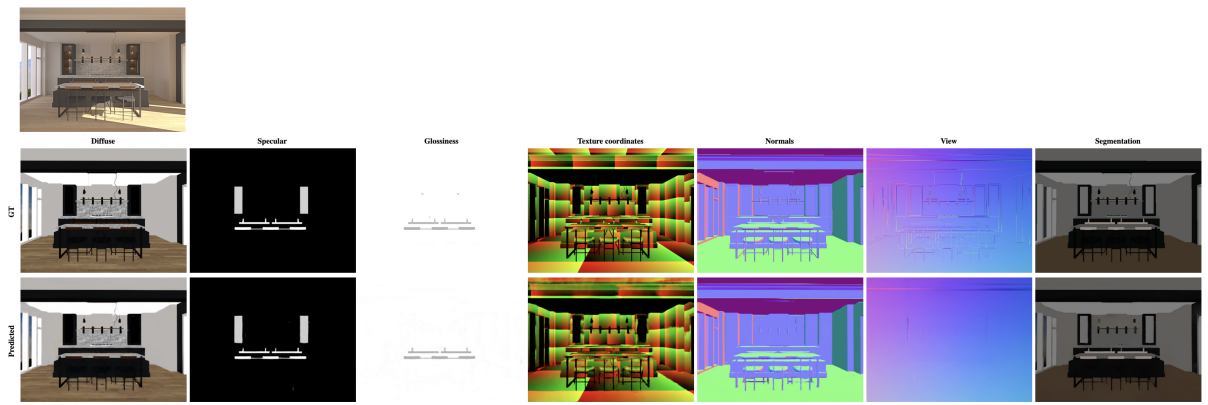 Diffuse Specular Glossiness Texture coordinates Normals View Segmentation
GT
Predicted